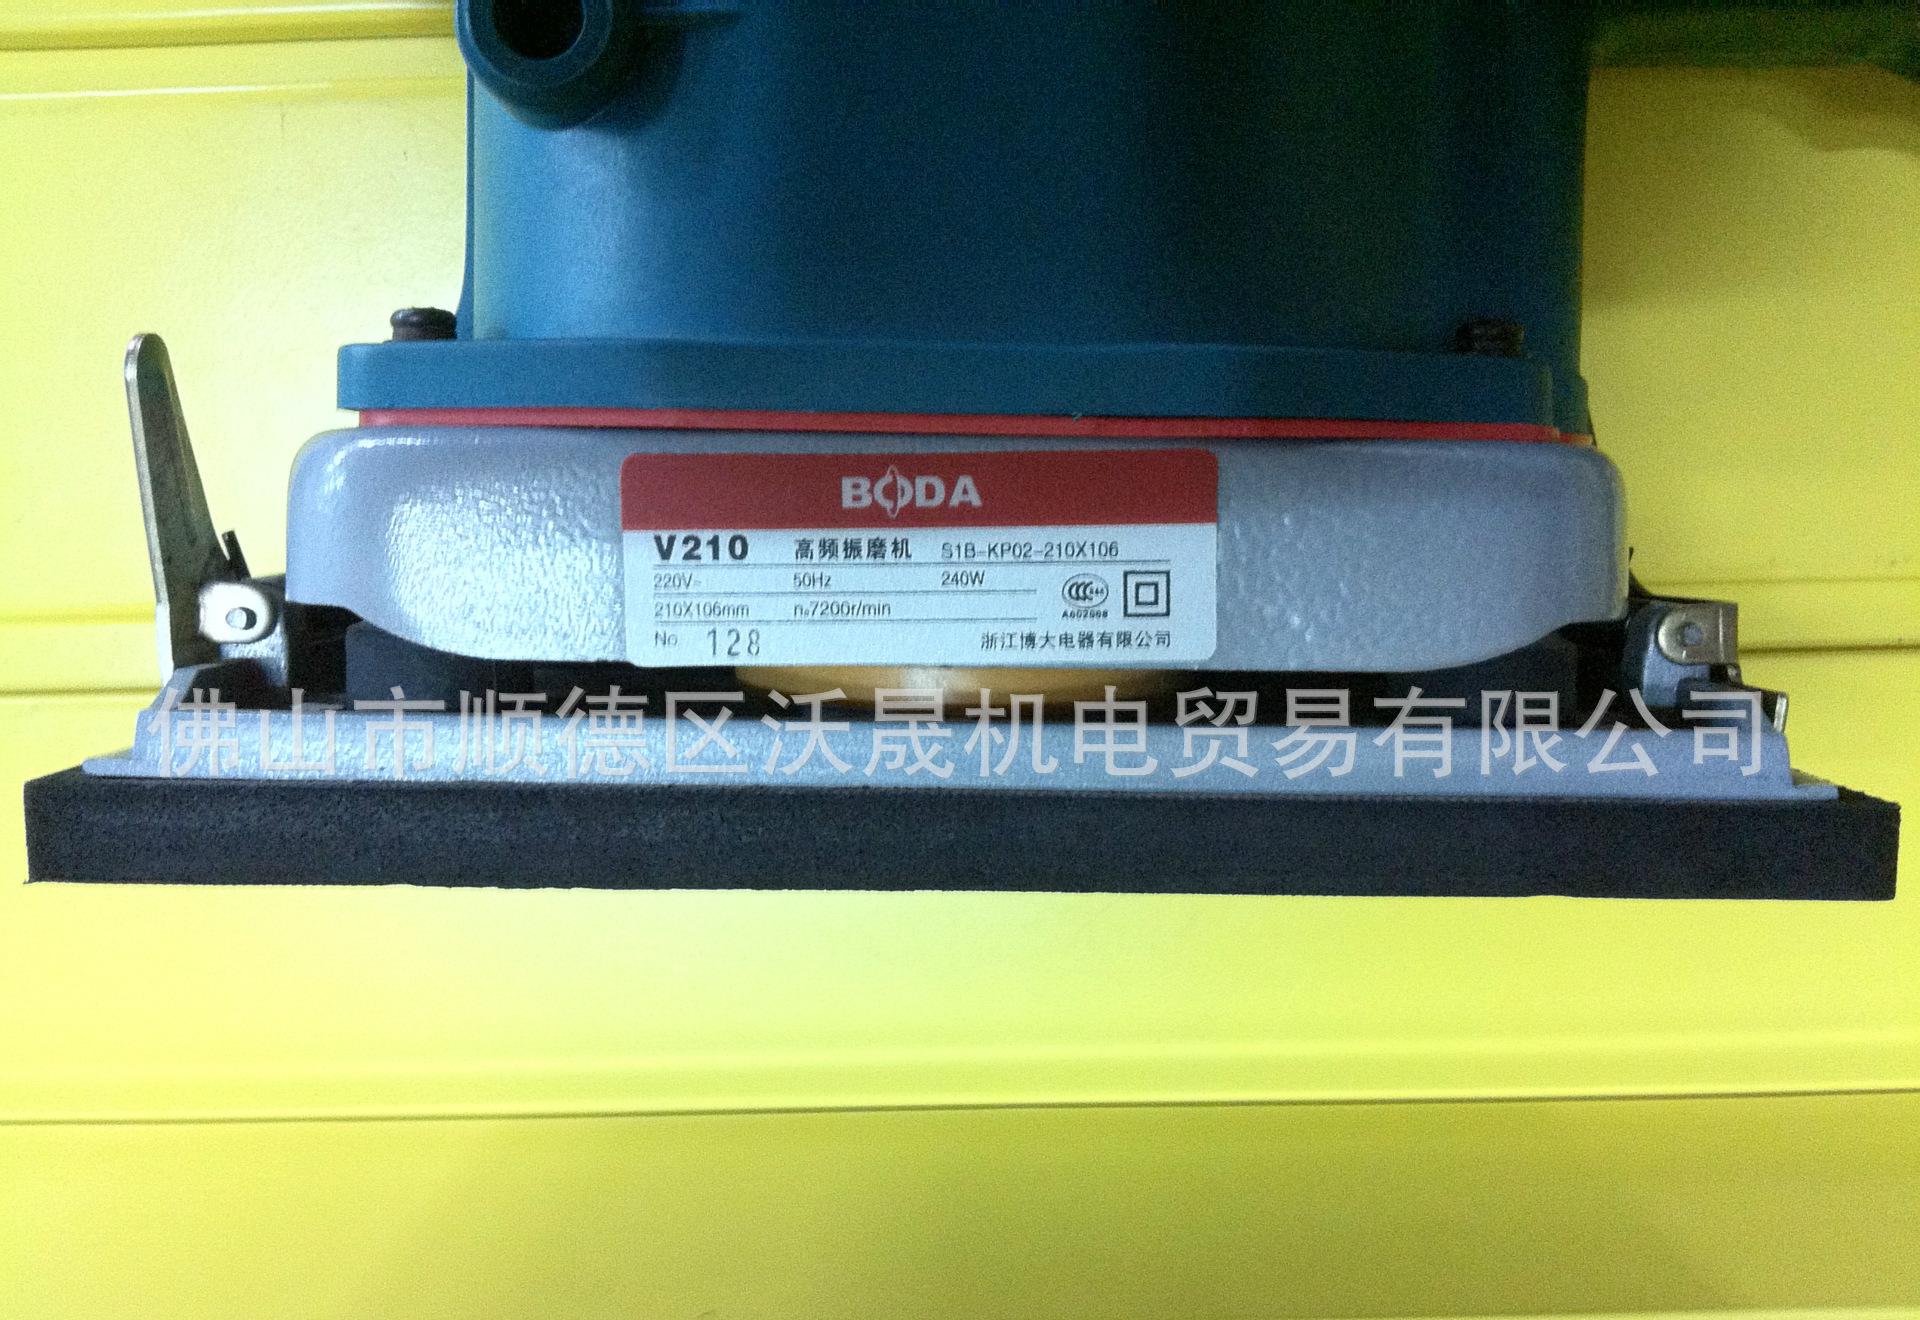 BODA
V210 高频振磨机 S1B-KP02-210X106
220V~ 50Hz 240W
210X106mm n₀7200r/min
A002008
No 128 浙江博大电器有限公司
佛山市顺德区沃晟机电贸易有限公司